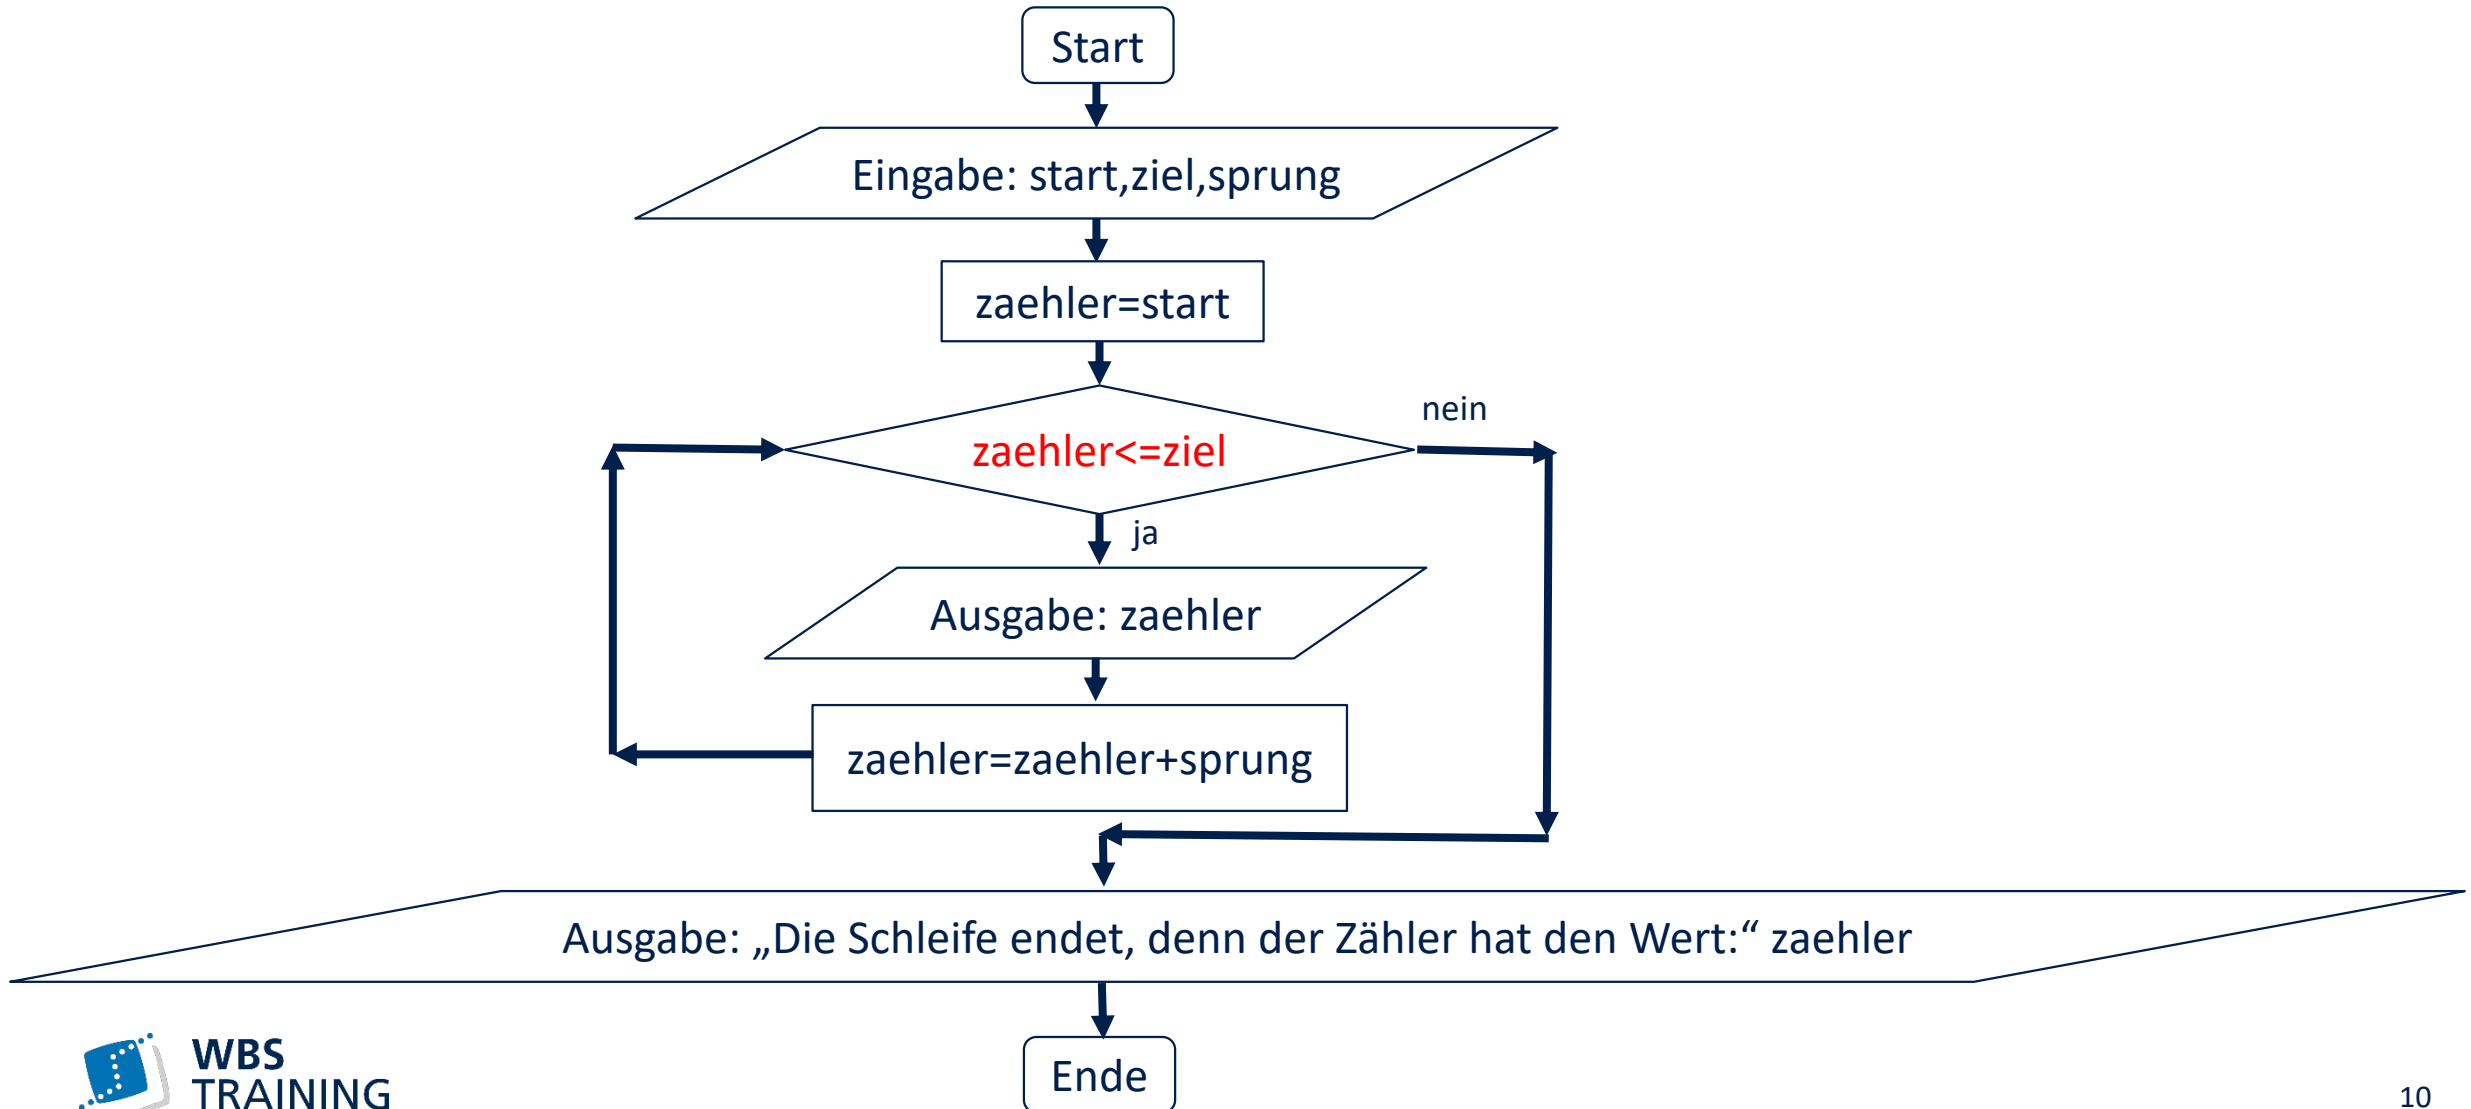 Start
Eingabe: start,ziel,sprung
zaehler=start
nein
zaehler<=ziel
ja
Ausgabe: zaehler
zaehler=zaehler+sprung
Ausgabe: „Die Schleife endet, denn der Zähler hat den Wert:“ zaehler
WBS
TRAINING
Ende
10